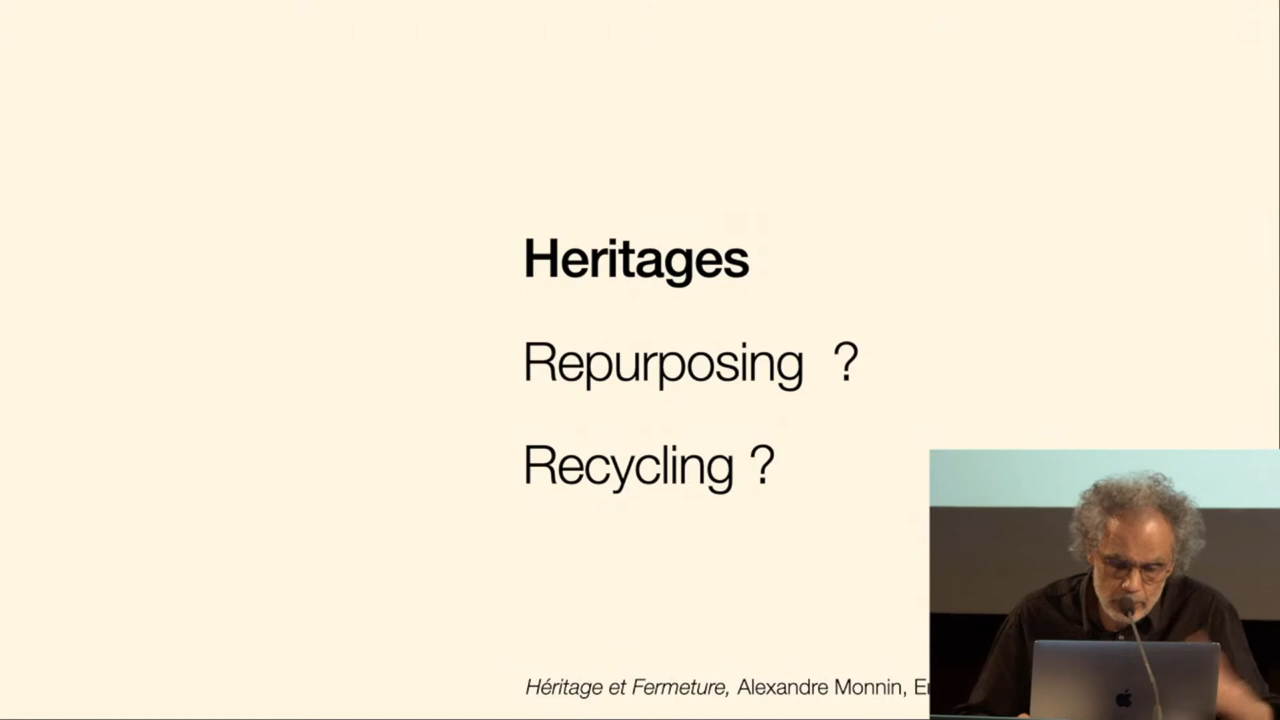 Heritages
Repurposing ?
Recycling ?
Héritage et Fermeture, Alexandre Monnin,